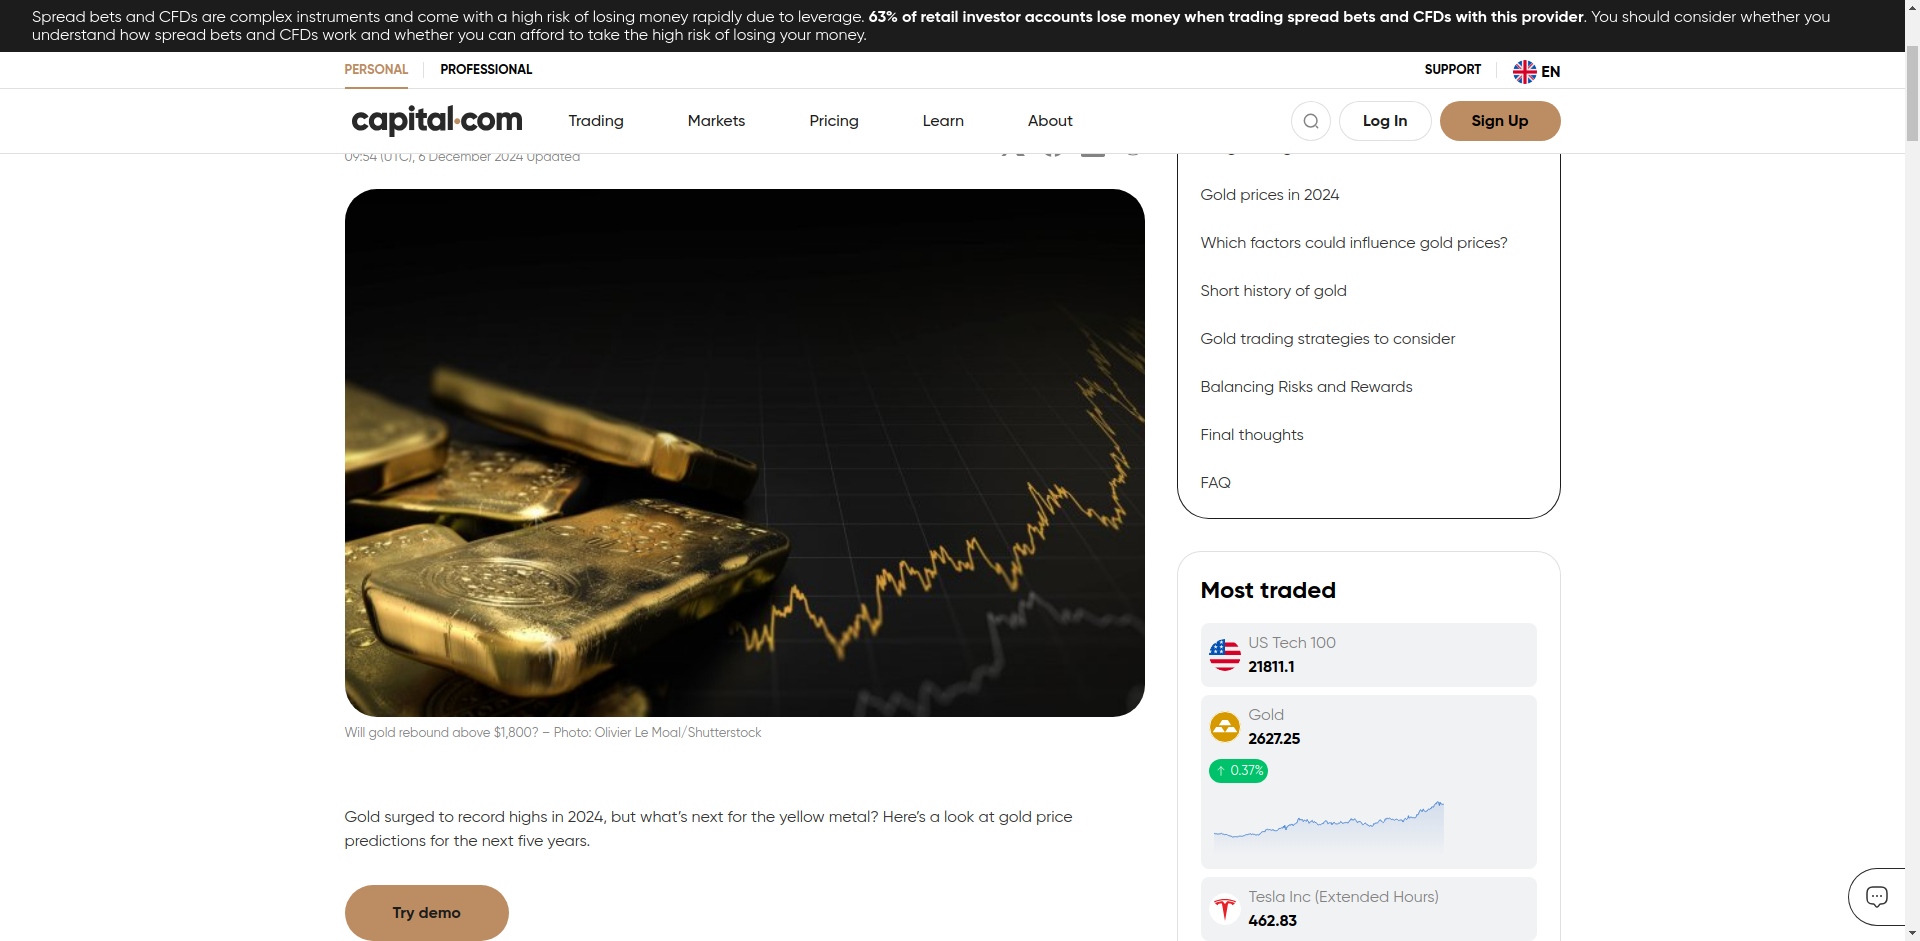 Spread bets and CFDs are complex instruments and come with a high risk of losing money rapidly due to leverage. 63% of retail investor accounts lose money when trading spread bets and CFDs with this provider. You should consider whether you
understand how spread bets and CFDs work and whether you can afford to take the high risk of losing your money.
PERSONAL
PROFESSIONAL
SUPPORT
EN
capital.com
Trading
Markets
Pricing
Learn
About
Log In
Sign Up
09:54 (UTC), 6 December 2024 Updated
Gold prices in 2024
Which factors could influence gold prices?
Short history of gold
Gold trading strategies to consider
Balancing Risks and Rewards
Final thoughts
FAQ
Will gold rebound above $1,800? – Photo: Olivier Le Moal/Shutterstock
Gold surged to record highs in 2024, but what’s next for the yellow metal? Here’s a look at gold price
predictions for the next five years.
Try demo
Most traded
US Tech 100
21811.1
Gold
2627.25
↑ 0.37%
Tesla Inc (Extended Hours)
462.83